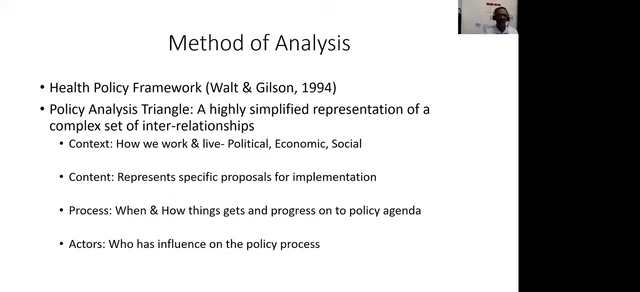 Method of Analysis
• Health Policy Framework (Walt & Gilson, 1994)
• Policy Analysis Triangle: A highly simplified representation of a
complex set of inter-relationships
• Context: How we work & live- Political, Economic, Social
• Content: Represents specific proposals for implementation
• Process: When & How things gets and progress on to policy agenda
• Actors: Who has influence on the policy process